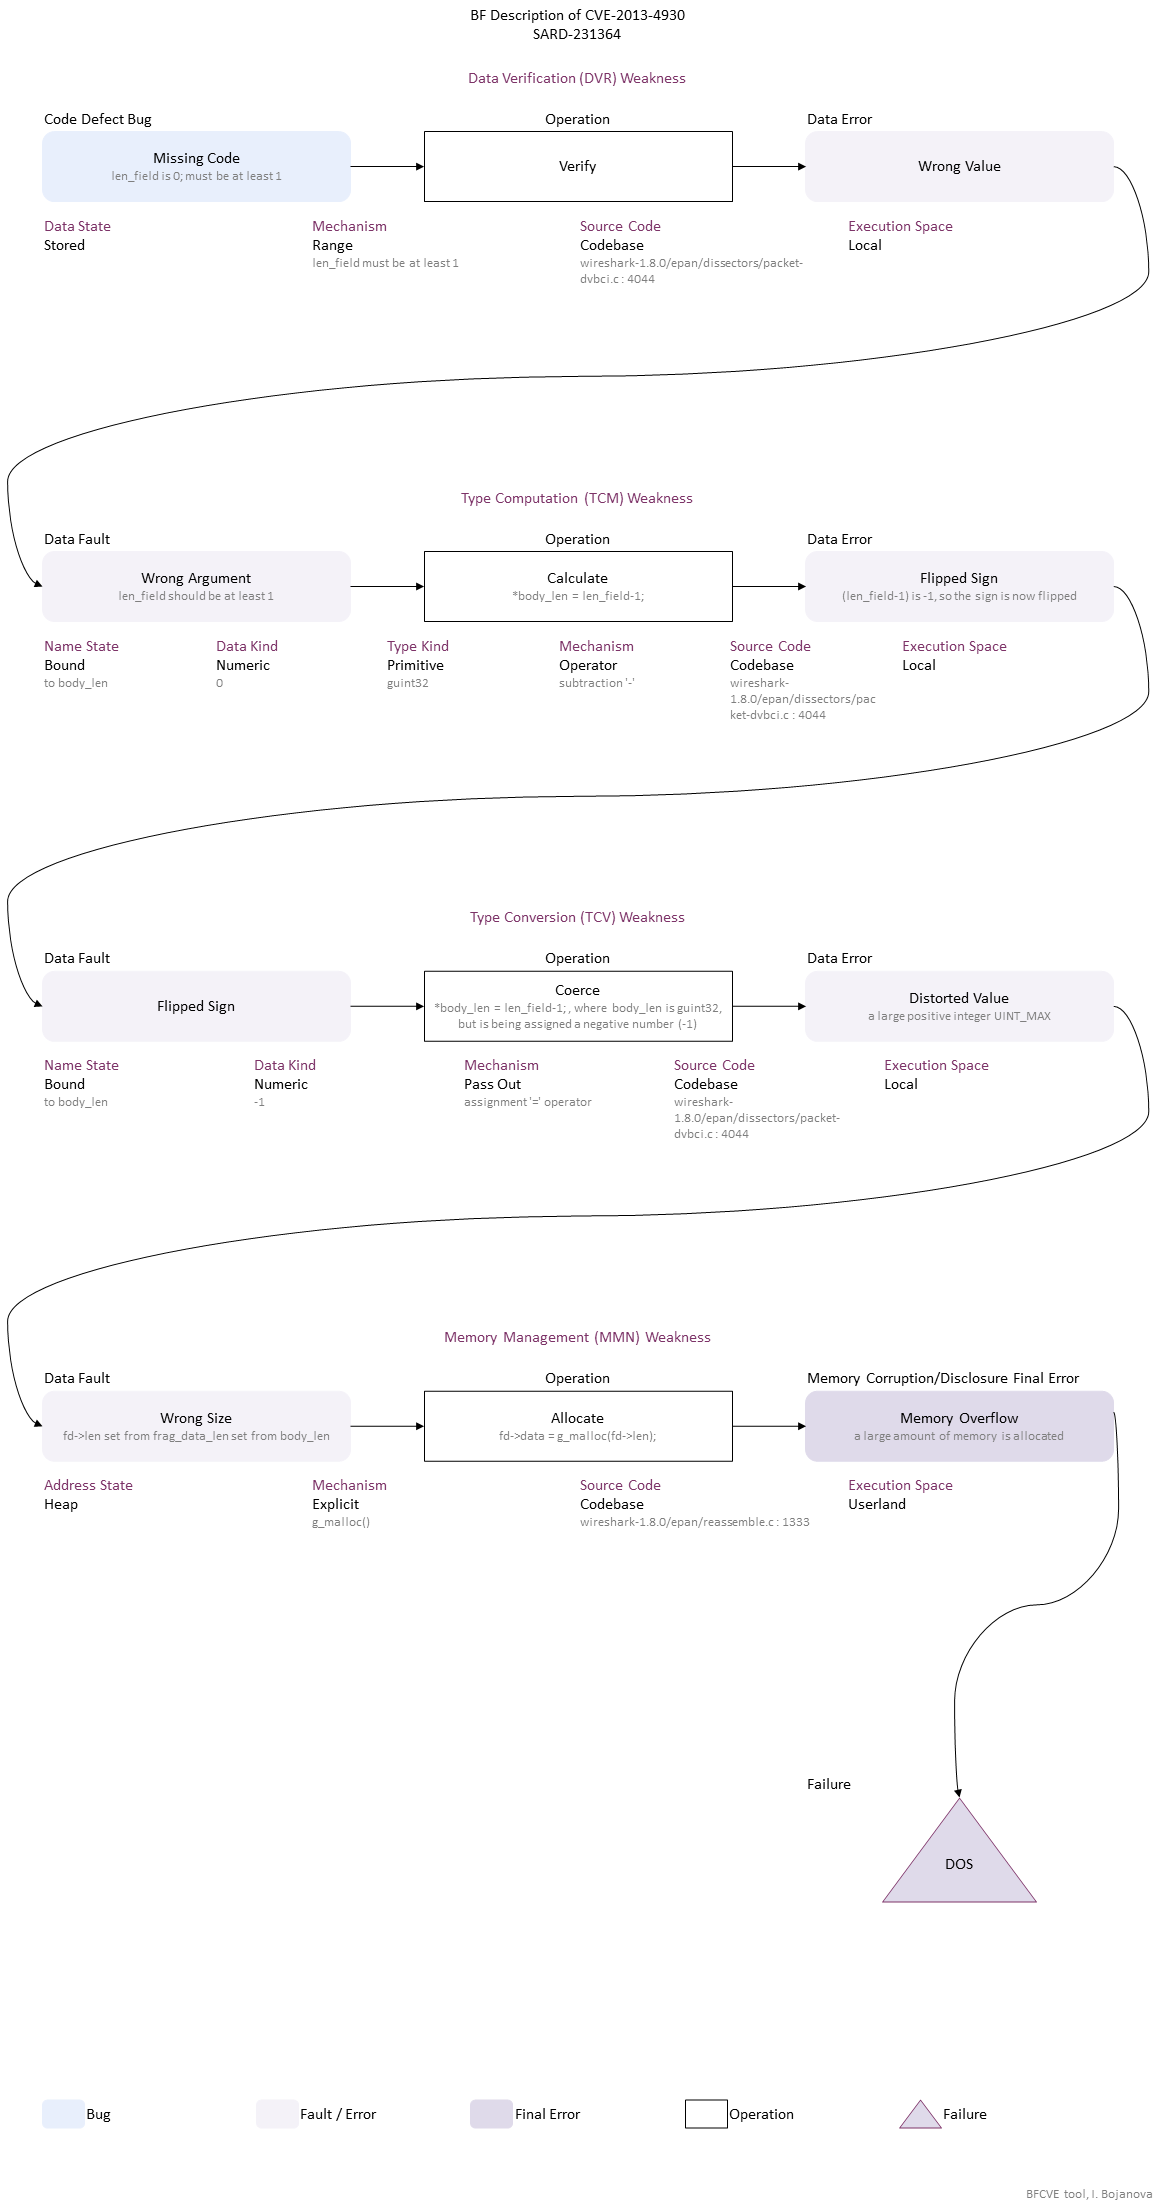 BF Description of CVE-2013-4930
SARD-231364
Data Verification (DVR) Weakness
Code Defect Bug
Operation
Data Error
Missing Code
len_field is 0; must be at least 1
Verify
Wrong Value
Data State
Mechanism
Source Code
Execution Space
Stored
Range
Codebase
Local
len_field must be at least 1
wireshark-1.8.0/epan/dissectors/packet-
dvbci.c : 4044
Type Computation (TCM) Weakness
Data Fault
Operation
Data Error
Wrong Argument
len_field should be at least 1
Calculate
*body_len = len_field-1;
Flipped Sign
(len_field-1) is -1, so the sign is now flipped
Name State
Data Kind
Type Kind
Mechanism
Source Code
Execution Space
Bound
Numeric
Primitive
Operator
Codebase
Local
to body_len
0
guint32
subtraction '-'
wireshark-
1.8.0/epan/dissectors/pac
ket-dvbci.c : 4044
Type Conversion (TCV) Weakness
Data Fault
Operation
Data Error
Flipped Sign
Coerce
*body_len = len_field-1; , where body_len is guint32,
but is being assigned a negative number (-1)
Distorted Value
a large positive integer UINT_MAX
Name State
Data Kind
Mechanism
Source Code
Execution Space
Bound
Numeric
Pass Out
Codebase
Local
to body_len
-1
assignment '=' operator
wireshark-
1.8.0/epan/dissectors/packet-
dvbci.c : 4044
Memory Management (MMN) Weakness
Data Fault
Operation
Memory Corruption/Disclosure Final Error
Wrong Size
fd->len set from frag_data_len set from body_len
Allocate
fd->data = g_malloc(fd->len);
Memory Overflow
a large amount of memory is allocated
Address State
Mechanism
Source Code
Execution Space
Heap
Explicit
Codebase
Userland
g_malloc()
wireshark-1.8.0/epan/reassemble.c : 1333
Failure
DOS
Bug
Fault / Error
Final Error
Operation
Failure
BFCVE tool, I. Bojanova